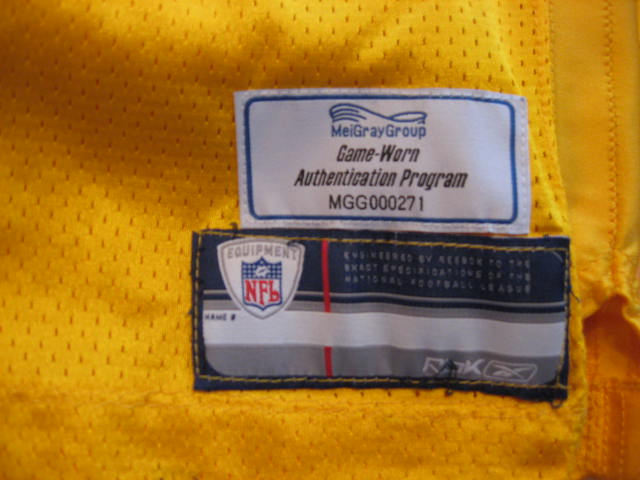 MeiGrayGroup
Game-Worn
Authentication Program
MGG000271
EQUIPMENT
NFL
ENGINEERED BY REEBOK TO THE
EXACT SPECIFICATIONS OF THE
NATIONAL FOOTBALL LEAGUE
NAME #
RBK